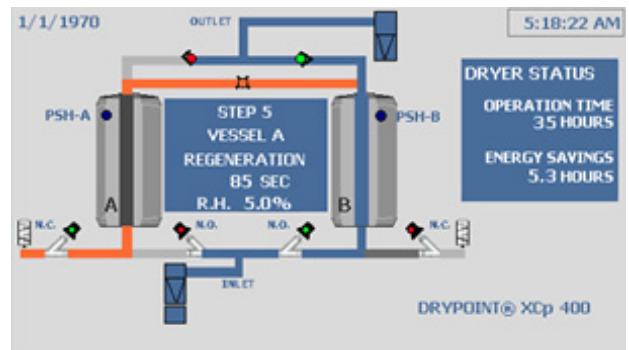 1/1/1970
OUTLET
5:18:22 AM
DRYER STATUS
OPERATION TIME
35 HOURS
ENERGY SAVINGS
5.3 HOURS
PSH-A
PSH-B
STEP 5
VESSEL A
REGENERATION
85 SEC
R.H. 5.0%
A
B
N.C.
N.O.
N.O.
N.C.
INLET
DRYPOINT® XCp 400